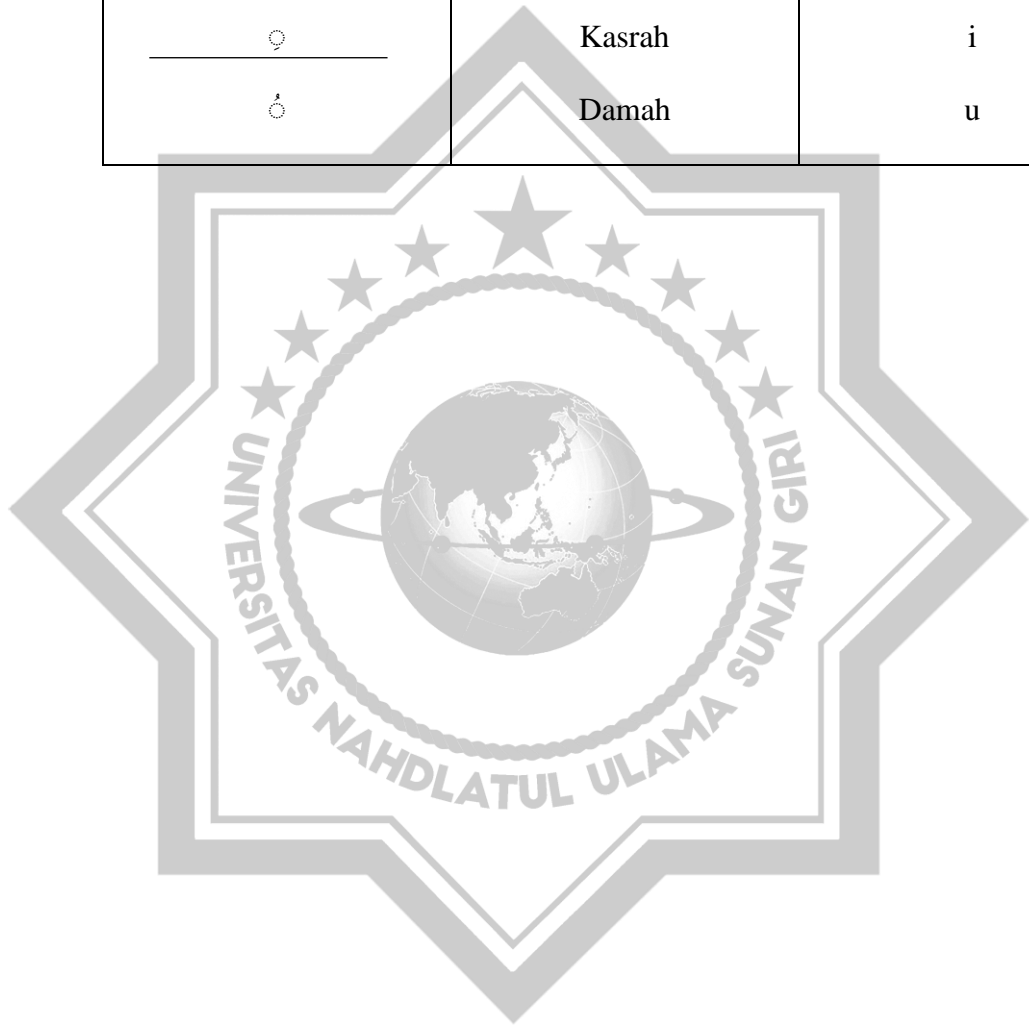 ◌ِ Kasrah i
◌ُ Damah u
UNIVERSITAS NAHDLATUL ULAMA SUNAN GIRI